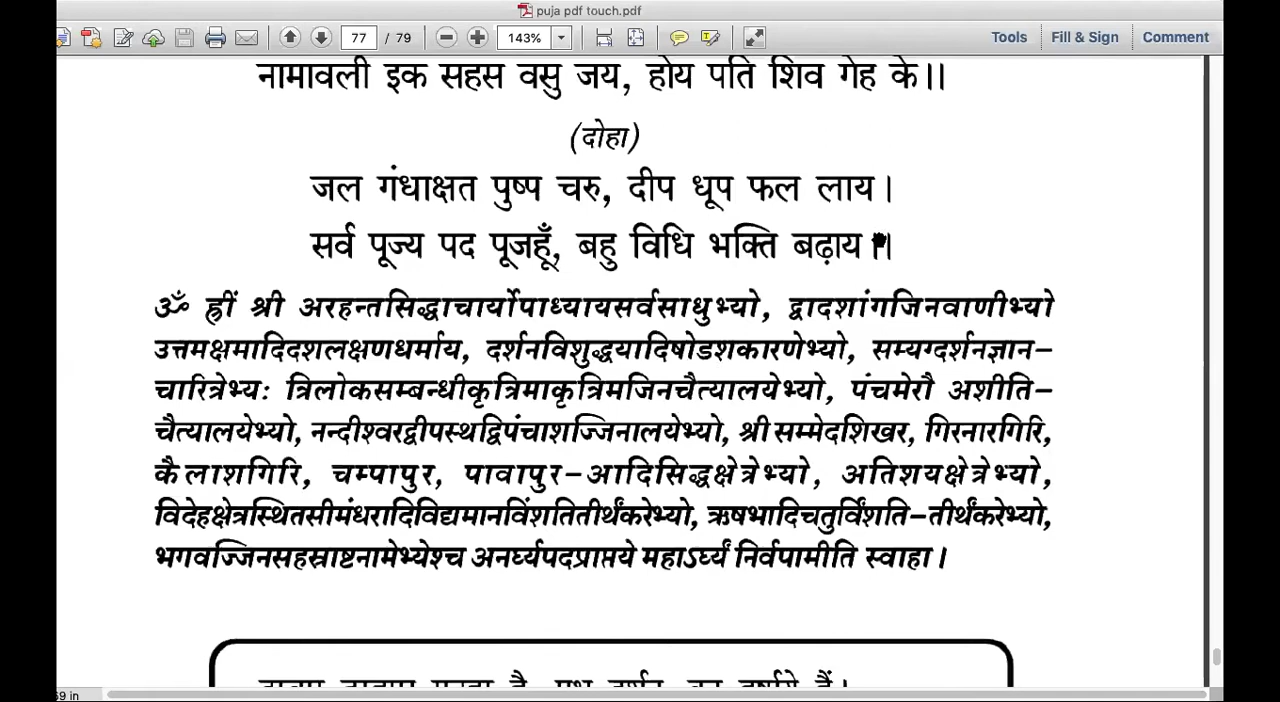 puja pdf touch.pdf
77 / 79 143% Tools Fill & Sign Comment
नामावली इक सहस वसु जय, होय पति शिव गेह के।।
(दोहा)
जल गंधाक्षत पुष्प चरु, दीप धूप फल लाय।
सर्व पूज्य पद पूजहूँ, बहु विधि भक्ति बढ़ाय।।
ॐ ह्रीं श्री अरहन्तसिद्धाचार्योपाध्यायसर्वसाधुभ्यो, द्वादशांगजिनवाणीभ्यो
उत्तमक्षमादिदशलक्षणधर्माय, दर्शनविशुद्धयादिषोडशकारणेभ्यो, सम्यग्दर्शनज्ञान-
चारित्रेभ्यः त्रिलोकसम्बन्धीकृत्रिमाकृत्रिमजिनचैत्यालयेभ्यो, पंचमेरौ अशीति-
चैत्यालयेभ्यो, नन्दीश्वरद्वीपस्थद्विपंचाशज्जिनालयेभ्यो, श्री सम्मेदशिखर, गिरनारगिरि,
कैलाशगिरि, चम्पापुर, पावापुर-आदिसिद्धक्षेत्रेभ्यो, अतिशयक्षेत्रेभ्यो,
विदेहक्षेत्रस्थितसीमंधरादिविद्यमानविंशतितीर्थंकरेभ्यो, ऋषभादिचतुर्विंशति-तीर्थंकरेभ्यो,
भगवज्जिनसहस्राष्टनामेभ्येश्च अनर्घ्यपदप्राप्तये महाऽर्घ्यं निर्वपामीति स्वाहा।
69 in